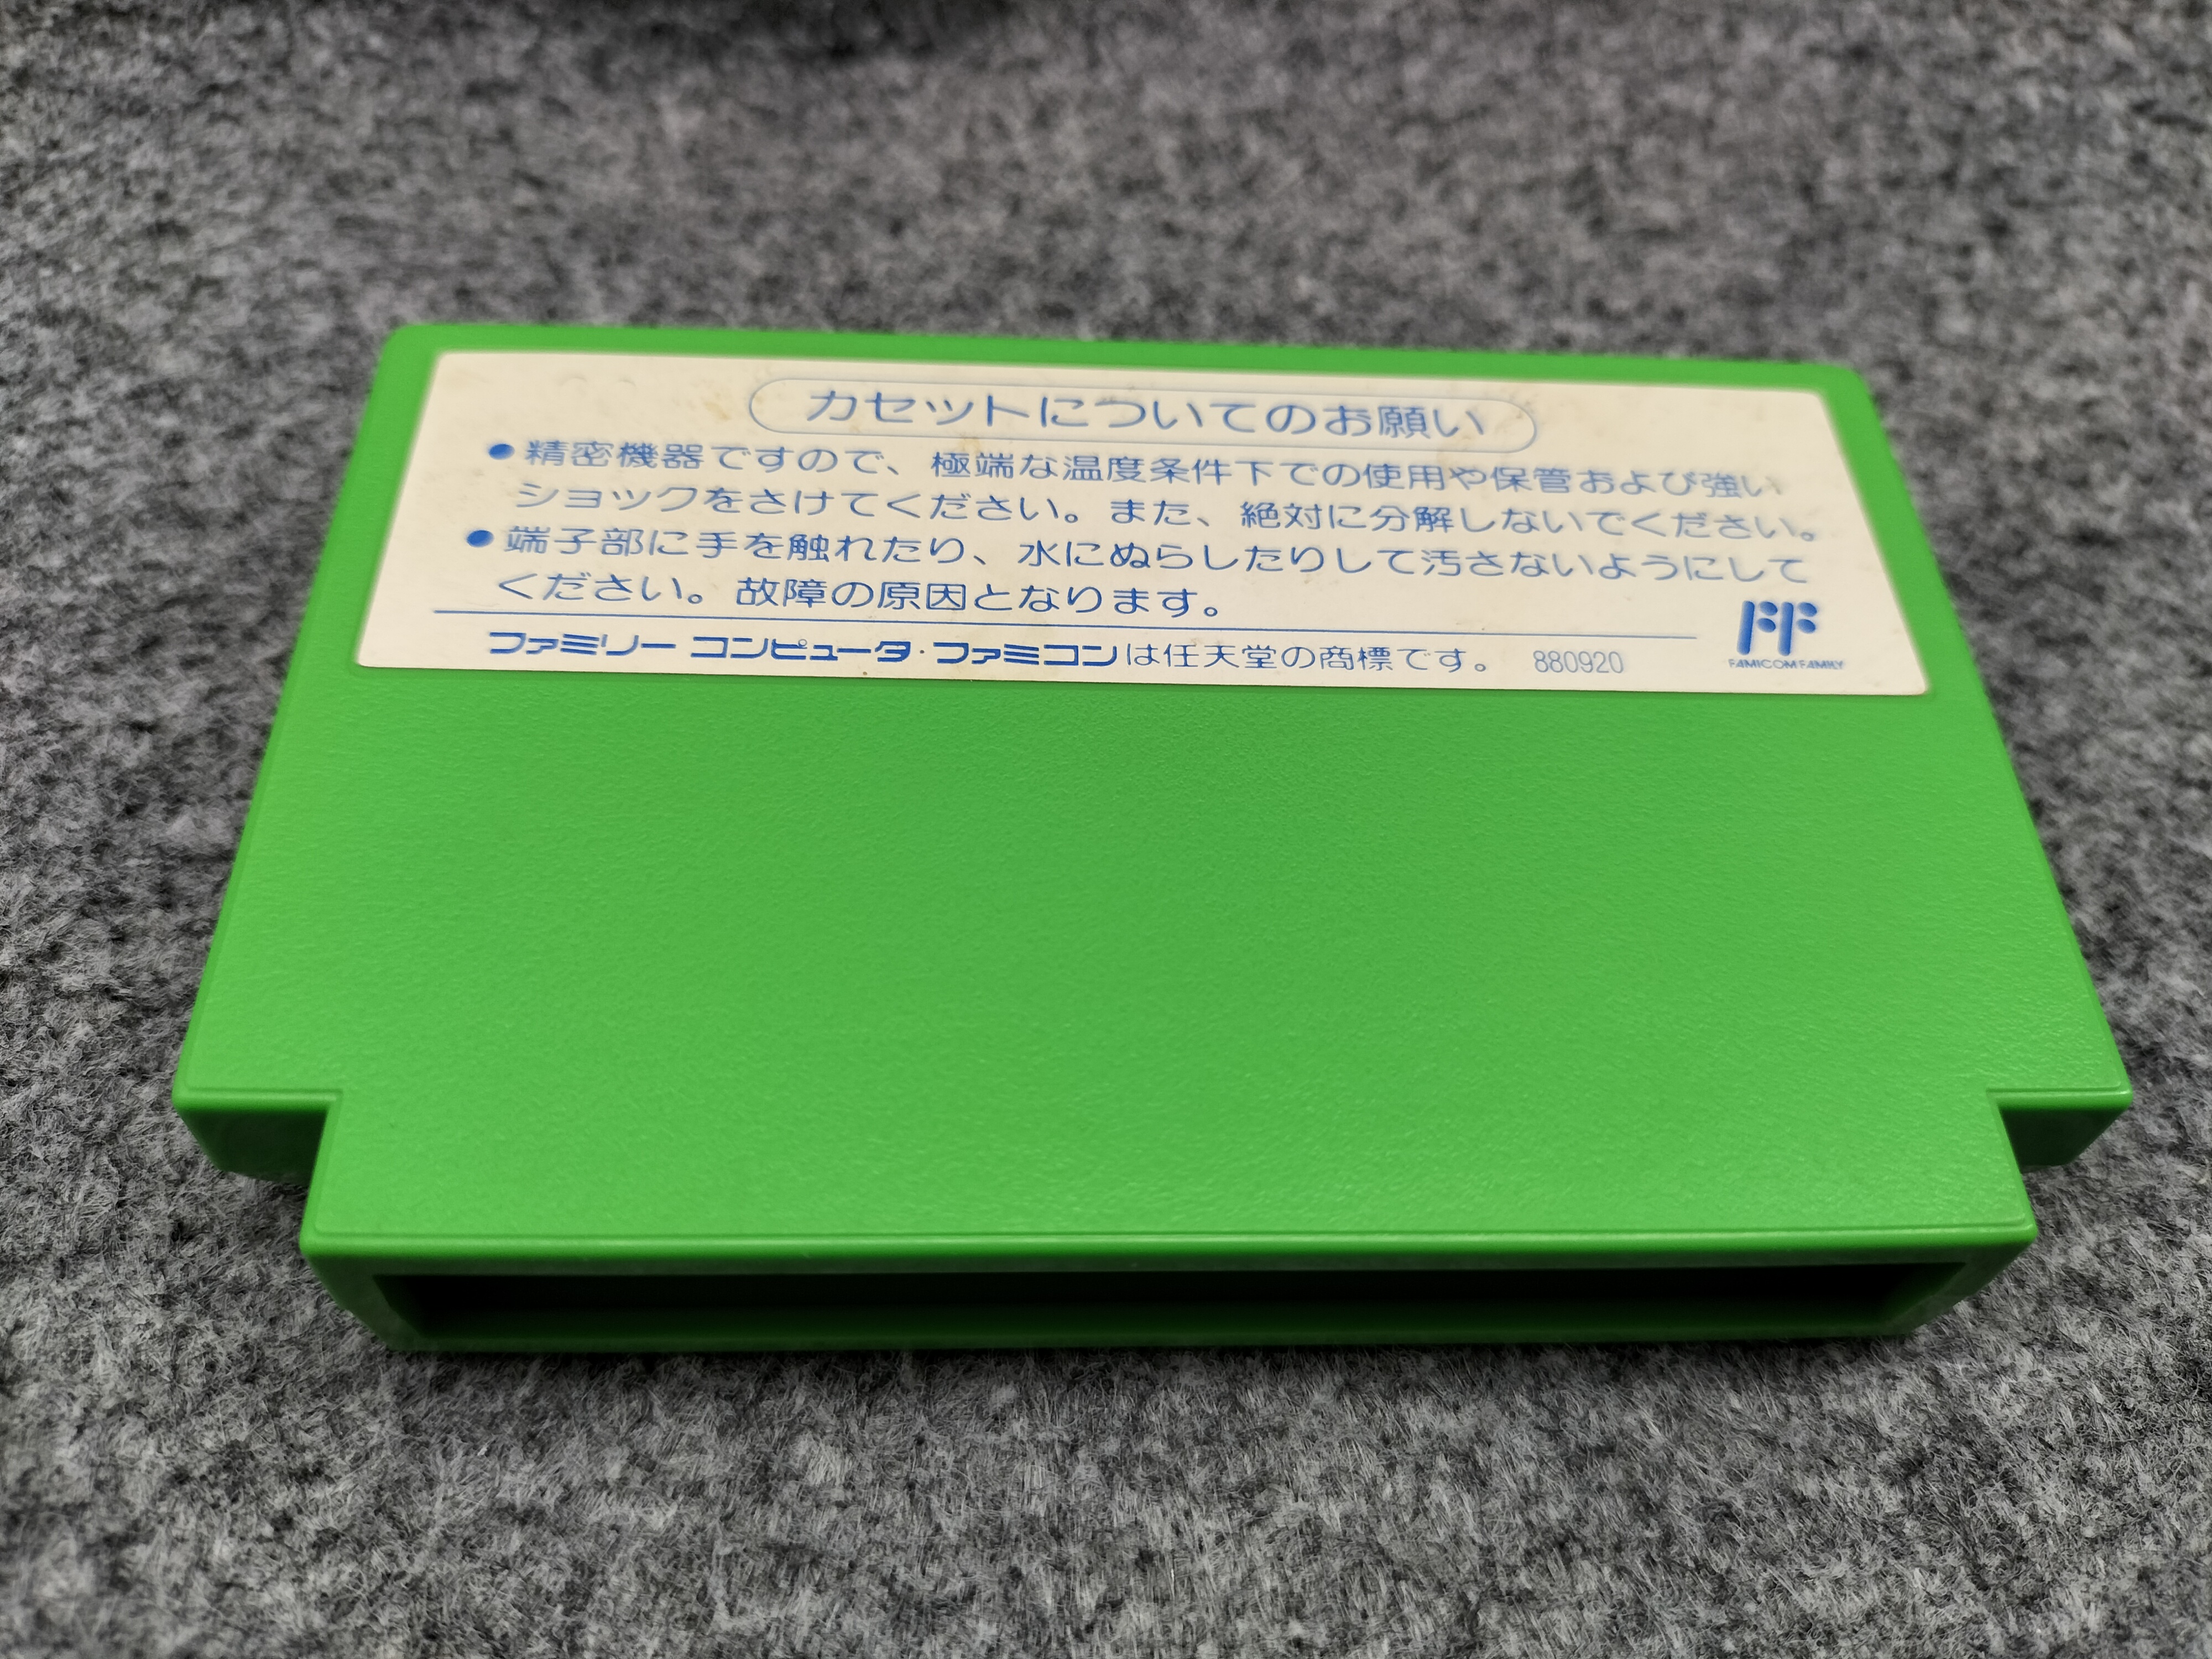 カセットについてのお願い
●精密機器ですので、極端な温度条件下での使用や保管および強い
ショックをさけてください。また、絶対に分解しないでください。
●端子部に手を触れたり、水にぬらしたりして汚さないようにして
ください。故障の原因となります。
ファミリー コンピュータ・ファミコンは任天堂の商標です。 880920
FAMICOM FAMILY